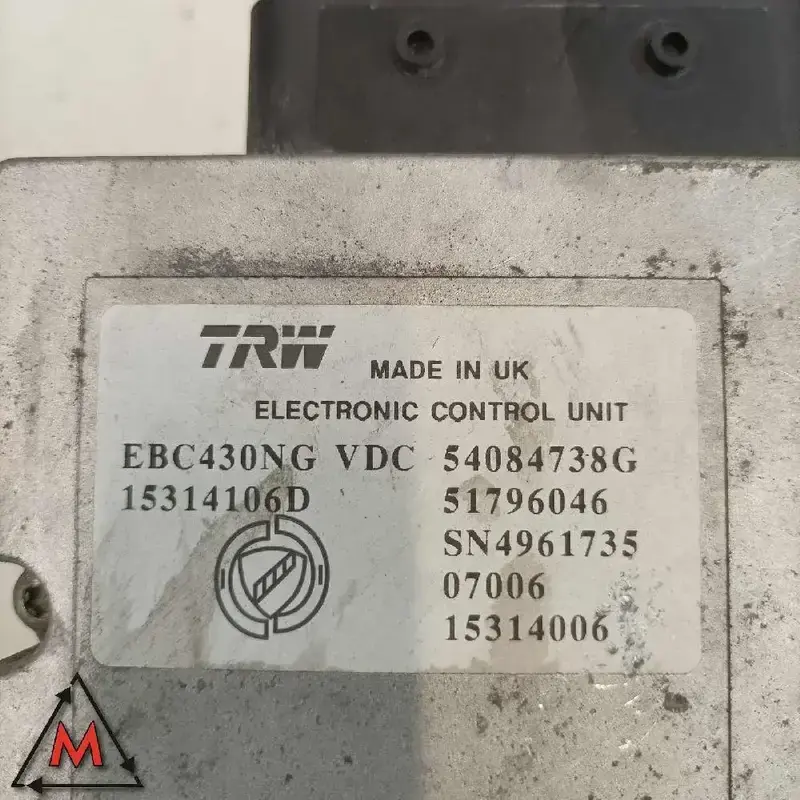 TRW MADE IN UK
ELECTRONIC CONTROL UNIT
EBC430NG VDC 54084738G
15314106D 51796046
SN4961735
07006
15314006
M